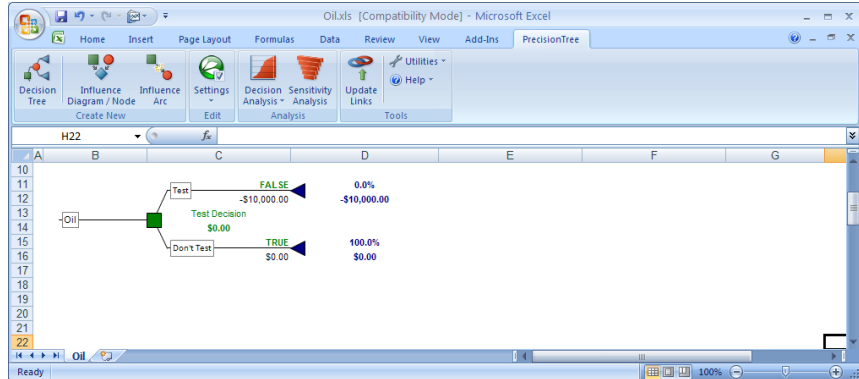 Oil.xls [Compatibility Mode] - Microsoft Excel
Home Insert Page Layout Formulas Data Review View Add-Ins PrecisionTree
Decision Tree
Influence Diagram / Node
Influence Arc
Create New
Settings
Edit
Decision Analysis
Sensitivity Analysis
Analysis
Update Links
Utilities
Help
Tools
H22 fx
A B C D E F G
10
11 Test FALSE 0.0%
12 -$10,000.00 -$10,000.00
13 Oil Test Decision
14 $0.00
15 Don't Test TRUE 100.0%
16 $0.00 $0.00
17
18
19
20
21
22
Oil
Ready 100%